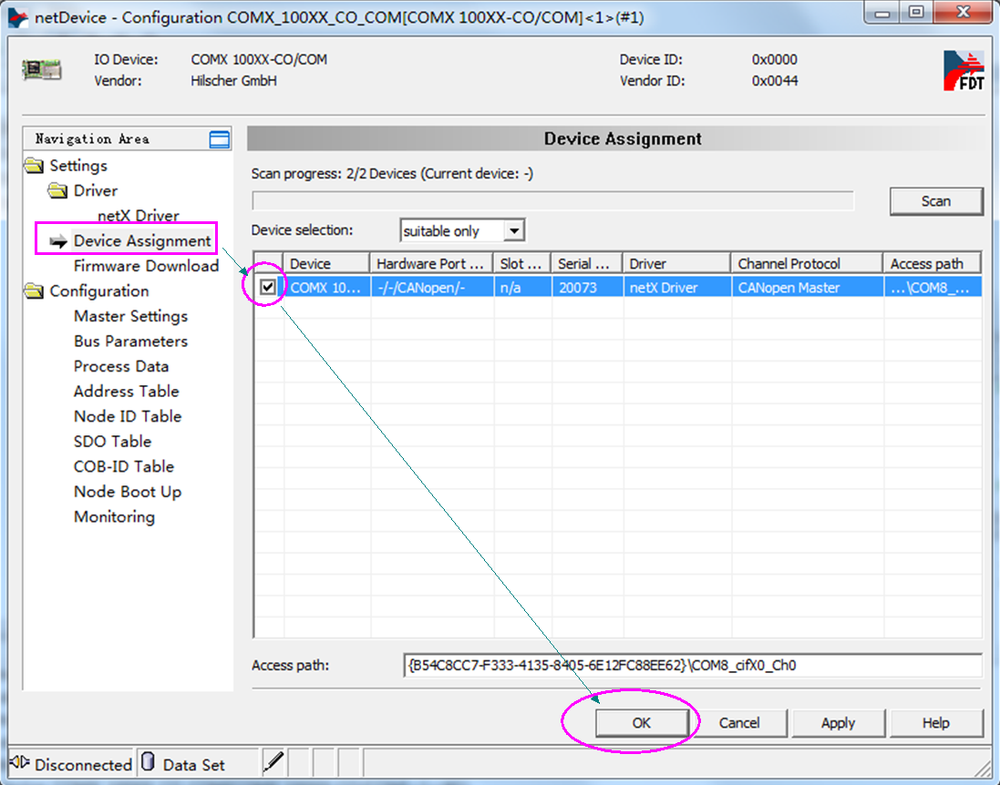 netDevice - Configuration COMX_100XX_CO_COM[COMX 100XX-CO/COM]<1>(#1)
IO Device: COMX 100XX-CO/COM Device ID: 0x0000
Vendor: Hilscher GmbH Vendor ID: 0x0044
FDT
Navigation Area
Settings
Driver
netX Driver
Device Assignment
Firmware Download
Configuration
Master Settings
Bus Parameters
Process Data
Address Table
Node ID Table
SDO Table
COB-ID Table
Node Boot Up
Monitoring
Device Assignment
Scan progress: 2/2 Devices (Current device: -)
Scan
Device selection: suitable only
Device Hardware Port ... Slot ... Serial ... Driver Channel Protocol Access path
COMX 10... -/-/CANopen/- n/a 20073 netX Driver CANopen Master ...\COM8_...
Access path: {B54C8CC7-F333-4135-8405-6E12FC88EE62}\COM8_cifX0_Ch0
OK Cancel Apply Help
Disconnected Data Set